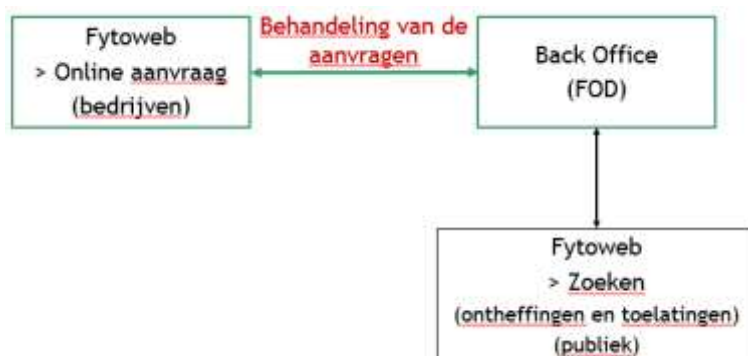 Fytoweb
> Online aanvraag
(bedrijven)
Behandeling van de
aanvragen
Back Office
(FOD)
Fytoweb
> Zoeken
(ontheffingen en toelatingen)
(publiek)